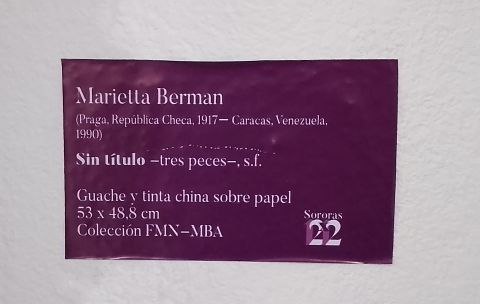 Marietta Berman
(Praga, República Checa, 1917— Caracas, Venezuela,
1990)
Sin título —tres peces—, s.f.
Guache y tinta china sobre papel
53 x 48,8 cm
Colección FMN—MBA
Sororas
22